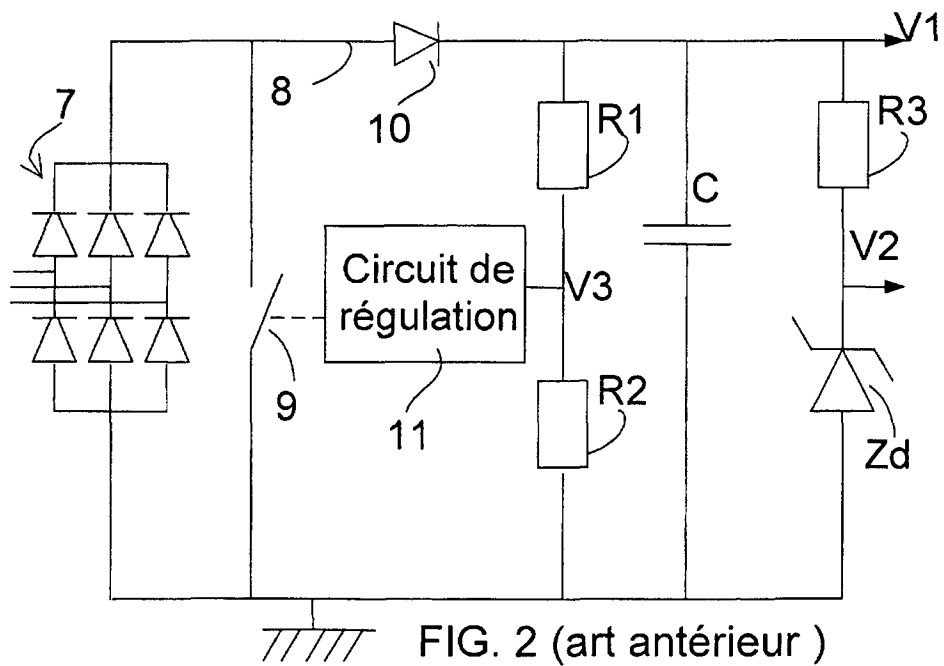 V1
7
8
10
R1
R3
C
V2
Circuit de
régulation
V3
9
11
R2
Zd
FIG. 2 (art antérieur )